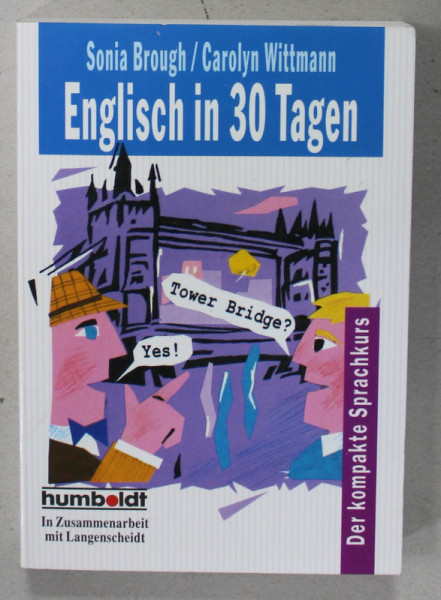 Sonia Brough / Carolyn Wittmann
Englisch in 30 Tagen
Tower Bridge?
Yes!
Der kompakte Sprachkurs
humboldt
In Zusammenarbeit
mit Langenscheidt